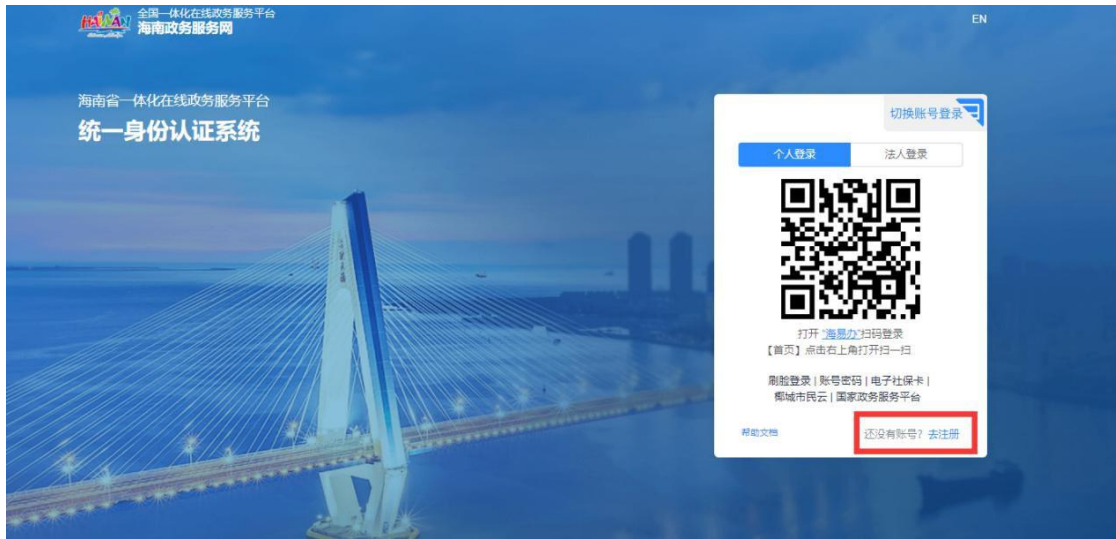 HAINAN
全国一体化在线政务服务平台
海南政务服务网
EN
海南省一体化在线政务服务平台
统一身份认证系统
切换账号登录
个人登录
法人登录
打开 "海易办"扫码登录
【首页】点击右上角打开扫一扫
刷脸登录 | 账号密码 | 电子社保卡 |
椰城市民云 | 国家政务服务平台
帮助文档
还没有账号？去注册